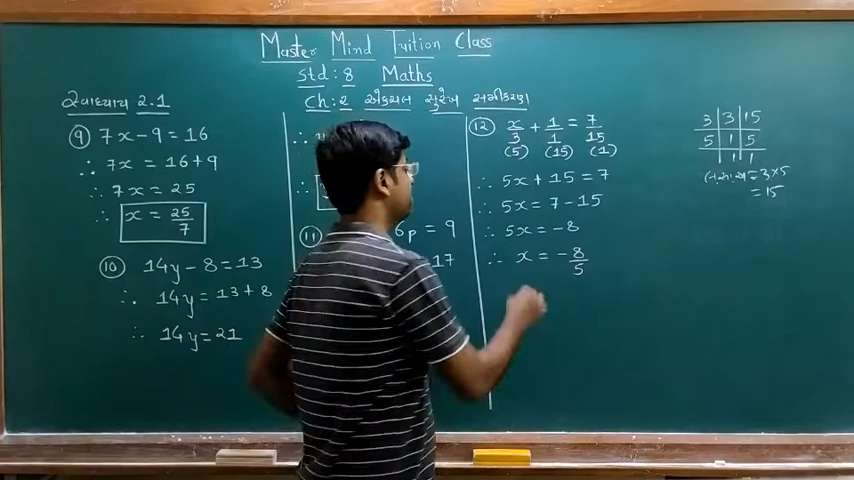 Master Mind Tuition Class
Std: 8 Maths
Ch: 2 એકચલ સુરેખ સમીકરણ
સ્વાધ્યાય 2.1
9 7x-9=16
∴ 7x = 16+9
∴ 7x = 25
∴ x = 25/7
10 14y-8=13
∴ 14y = 13+8
∴ 14y = 21
∴
∴
11 6p = 9
17
12 x/3 + 1/1 = 7/15
(5) (15) (1)
∴ 5x+15 = 7
∴ 5x = 7-15
∴ 5x = -8
∴ x = -8/5
3 3 15
5 1 5
1 1
લ.સા.અ = 3×5
= 15